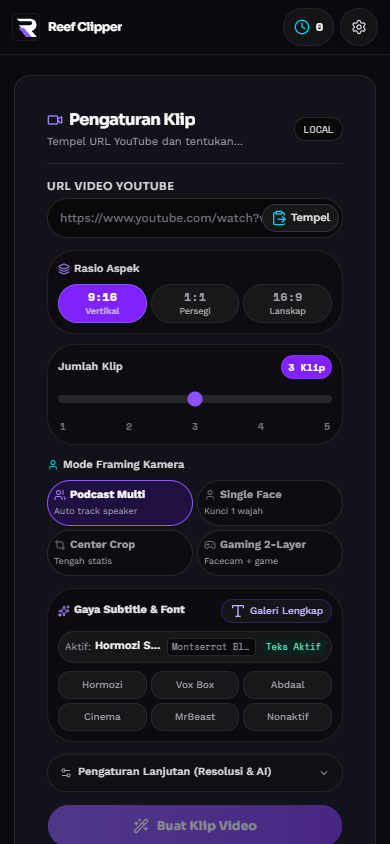 Reef Clipper
0
Pengaturan Klip
Tempel URL YouTube dan tentukan...
LOCAL
URL VIDEO YOUTUBE
https://www.youtube.com/watch?v
Tempel
Rasio Aspek
9:16
Vertikal
1:1
Persegi
16:9
Lanskap
Jumlah Klip
3 Klip
1 2 3 4 5
Mode Framing Kamera
Podcast Multi
Auto track speaker
Single Face
Kunci 1 wajah
Center Crop
Tengah statis
Gaming 2-Layer
Facecam + game
Gaya Subtitle & Font
Galeri Lengkap
Aktif: Hormozi S... Montserrat Bl... Teks Aktif
Hormozi Vox Box Abdaal
Cinema MrBeast Nonaktif
Pengaturan Lanjutan (Resolusi & AI)
Buat Klip Video